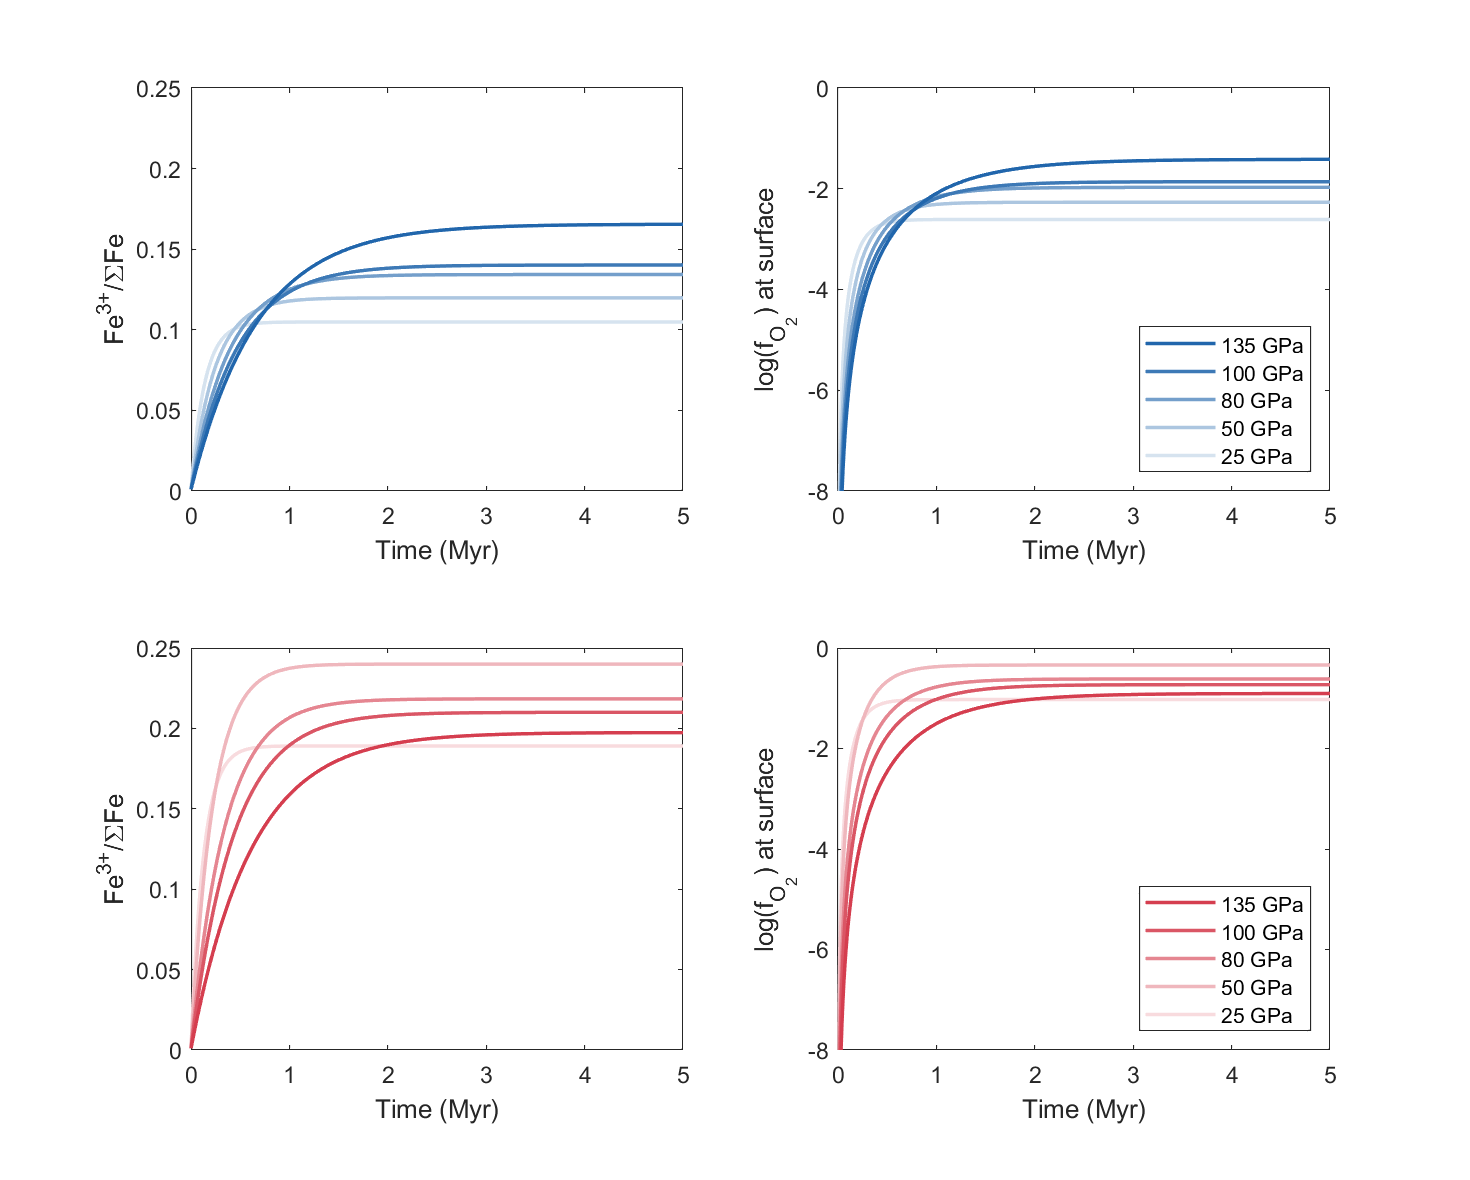 0.25
0.2
0.15
0.1
0.05
0
Fe3+/ΣFe
0 1 2 3 4 5
Time (Myr)
0
-2
-4
-6
-8
log(fO2) at surface
135 GPa
100 GPa
80 GPa
50 GPa
25 GPa
0 1 2 3 4 5
Time (Myr)
0.25
0.2
0.15
0.1
0.05
0
Fe3+/ΣFe
0 1 2 3 4 5
Time (Myr)
0
-2
-4
-6
-8
log(fO2) at surface
135 GPa
100 GPa
80 GPa
50 GPa
25 GPa
0 1 2 3 4 5
Time (Myr)